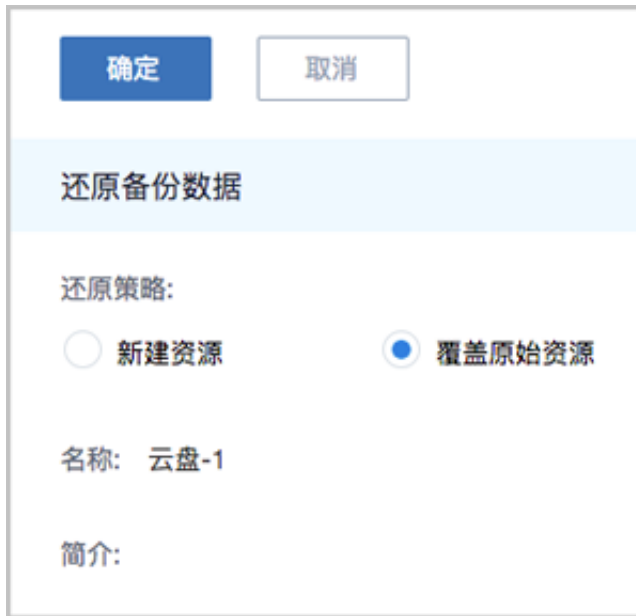 确定 取消
还原备份数据
还原策略:
新建资源 覆盖原始资源
名称: 云盘-1
简介: